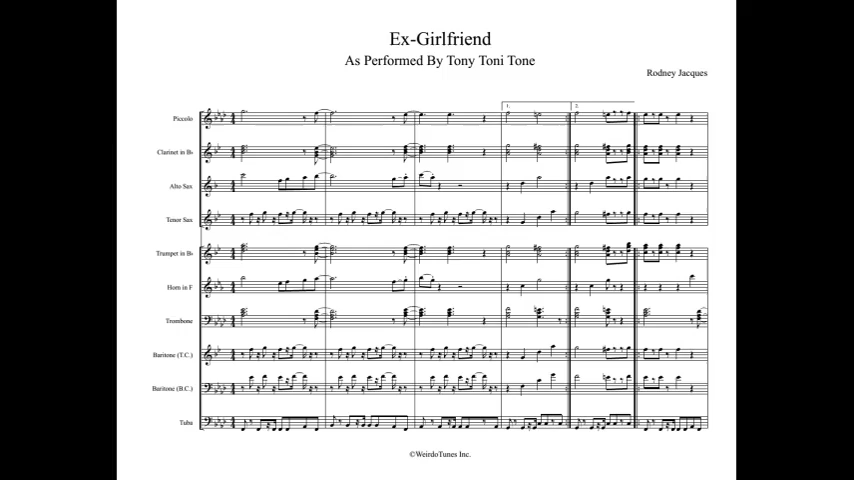 Ex-Girlfriend
As Performed By Tony Toni Tone
Rodney Jacques
1.
2.
Piccolo
Clarinet in B♭
Alto Sax
Tenor Sax
Trumpet in B♭
Horn in F
Trombone
Baritone (T.C.)
Baritone (B.C.)
Tuba
©WeirdoTunes Inc.